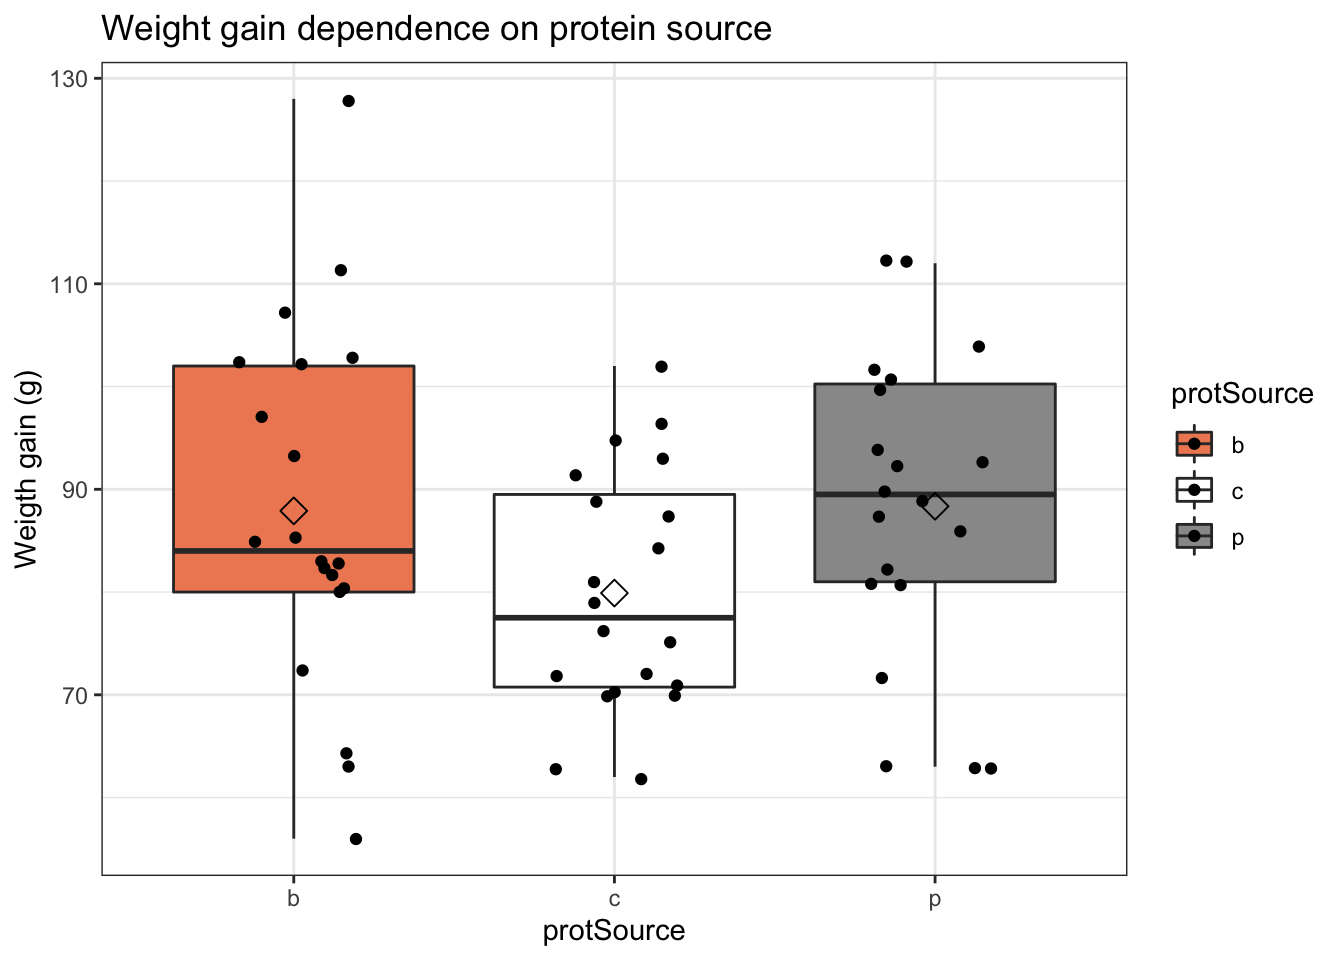 Weight gain dependence on protein source
Weigth gain (g)
130
110
90
70
b
c
p
protSource
protSource
b
c
p